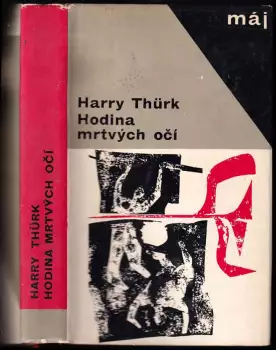 máj
Harry Thürk
Hodina
mrtvých očí
HARRY THÜRK
HODINA MRTVÝCH OČÍ